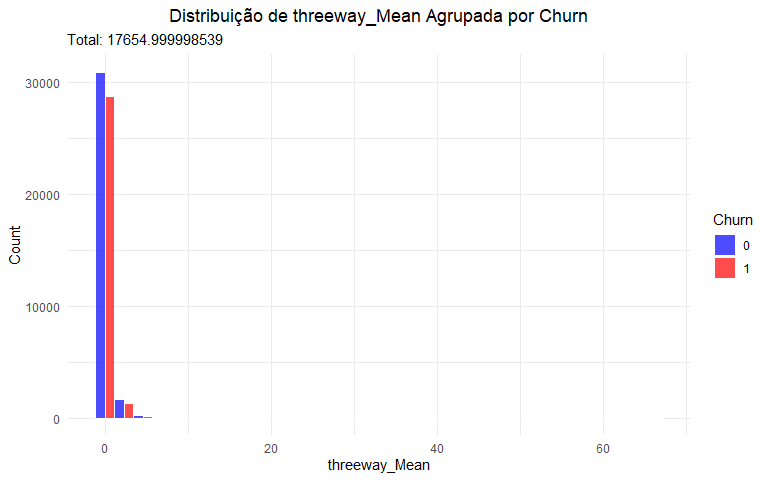 Distribuição de threeway_Mean Agrupada por Churn
Total: 17654.999998539
30000
20000
10000
0
Count
0 20 40 60
threeway_Mean
Churn
0
1